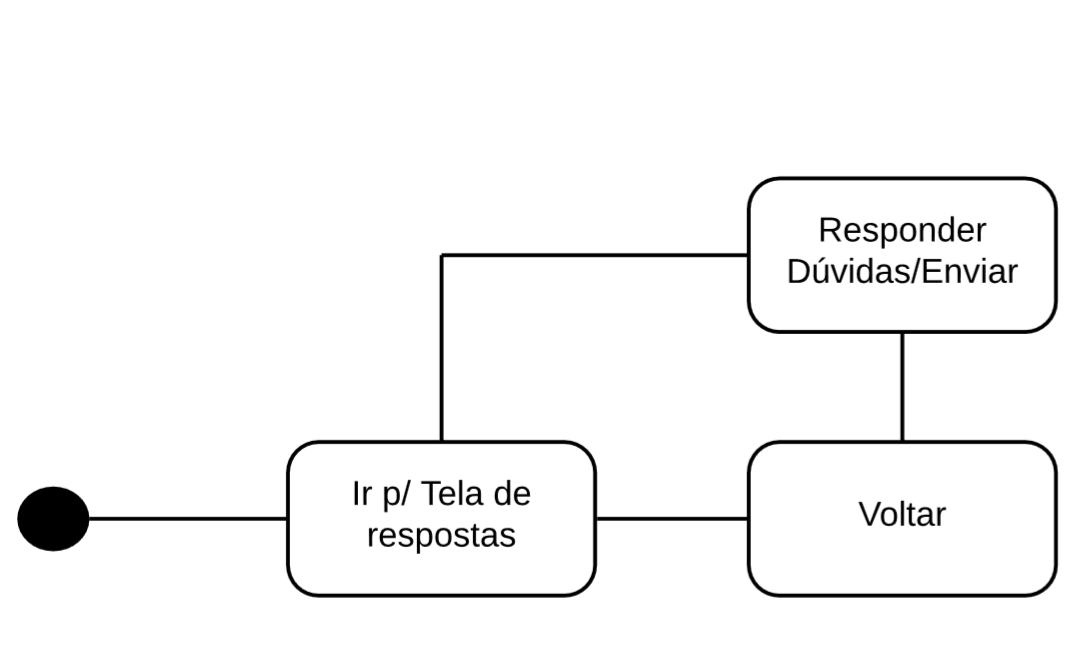 Responder
Dúvidas/Enviar
Ir p/ Tela de
respostas
Voltar